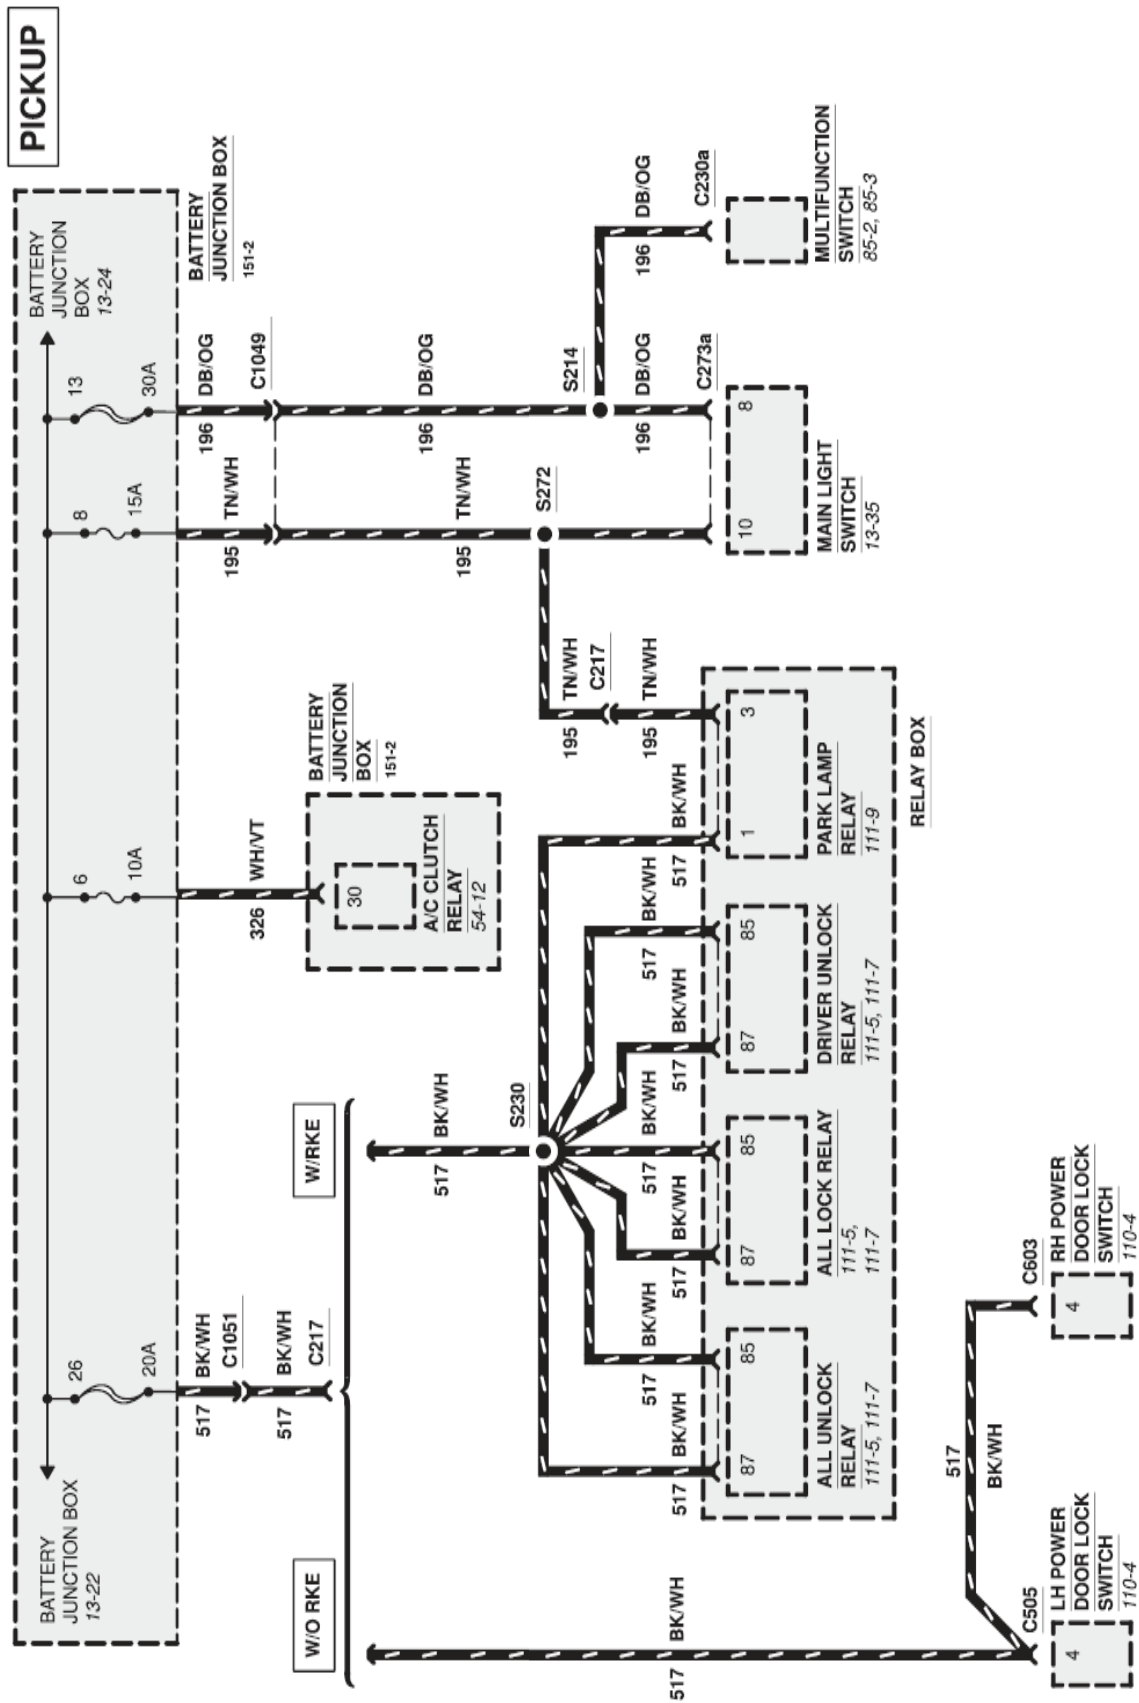 PICKUP
BATTERY
JUNCTION BOX
13-22
BATTERY
JUNCTION
BOX
13-24
26
20A
6
10A
8
15A
13
30A
BATTERY
JUNCTION BOX
151-2
517
BK/WH
C1051
517
BK/WH
C217
326
WH/VT
195
TN/WH
196
DB/OG
C1049
195
TN/WH
196
DB/OG
BATTERY
JUNCTION
BOX
151-2
30
A/C CLUTCH
RELAY
54-12
W/O RKE
W/RKE
517
BK/WH
S230
S272
S214
195
TN/WH
C217
195
TN/WH
196
DB/OG
C273a
196
DB/OG
C230a
517
BK/WH
517
BK/WH
517
BK/WH
517
BK/WH
517
BK/WH
517
BK/WH
517
BK/WH
517
BK/WH
87
85
ALL UNLOCK
RELAY
111-5, 111-7
87
85
ALL LOCK RELAY
111-5,
111-7
87
85
DRIVER UNLOCK
RELAY
111-5, 111-7
1
3
PARK LAMP
RELAY
111-9
RELAY BOX
10
8
MAIN LIGHT
SWITCH
13-35
MULTIFUNCTION
SWITCH
85-2, 85-3
517
BK/WH
C505
4
LH POWER
DOOR LOCK
SWITCH
110-4
C603
4
RH POWER
DOOR LOCK
SWITCH
110-4